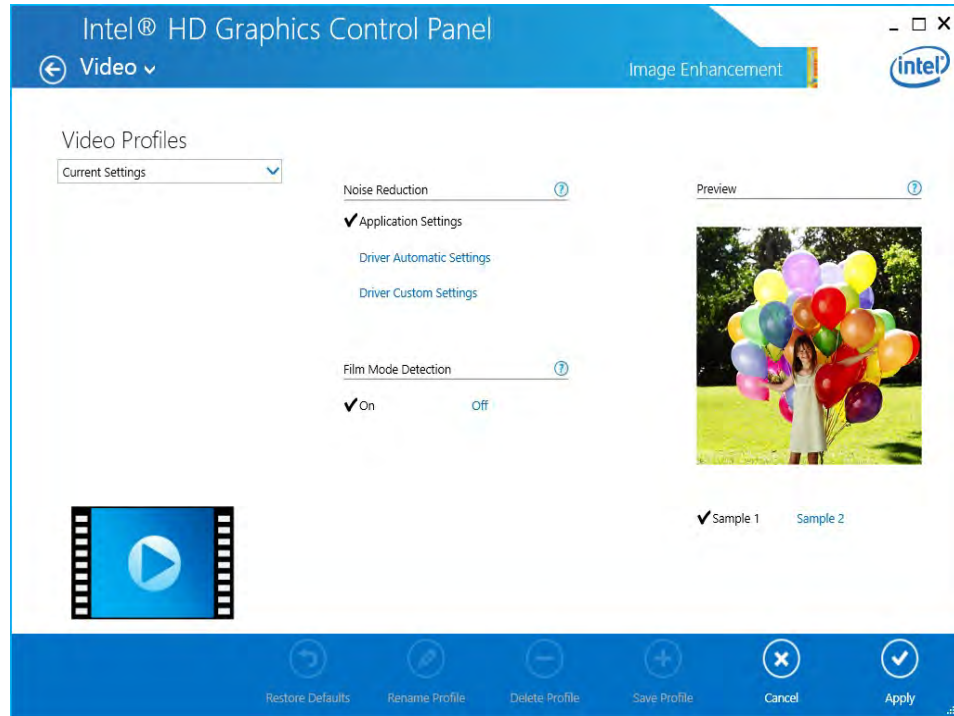 Intel® HD Graphics Control Panel
Video
Image Enhancement
intel
Video Profiles
Current Settings
Noise Reduction
?
Application Settings
Driver Automatic Settings
Driver Custom Settings
Film Mode Detection
?
On
Off
Preview
?
Sample 1
Sample 2
Restore Defaults
Rename Profile
Delete Profile
Save Profile
Cancel
Apply